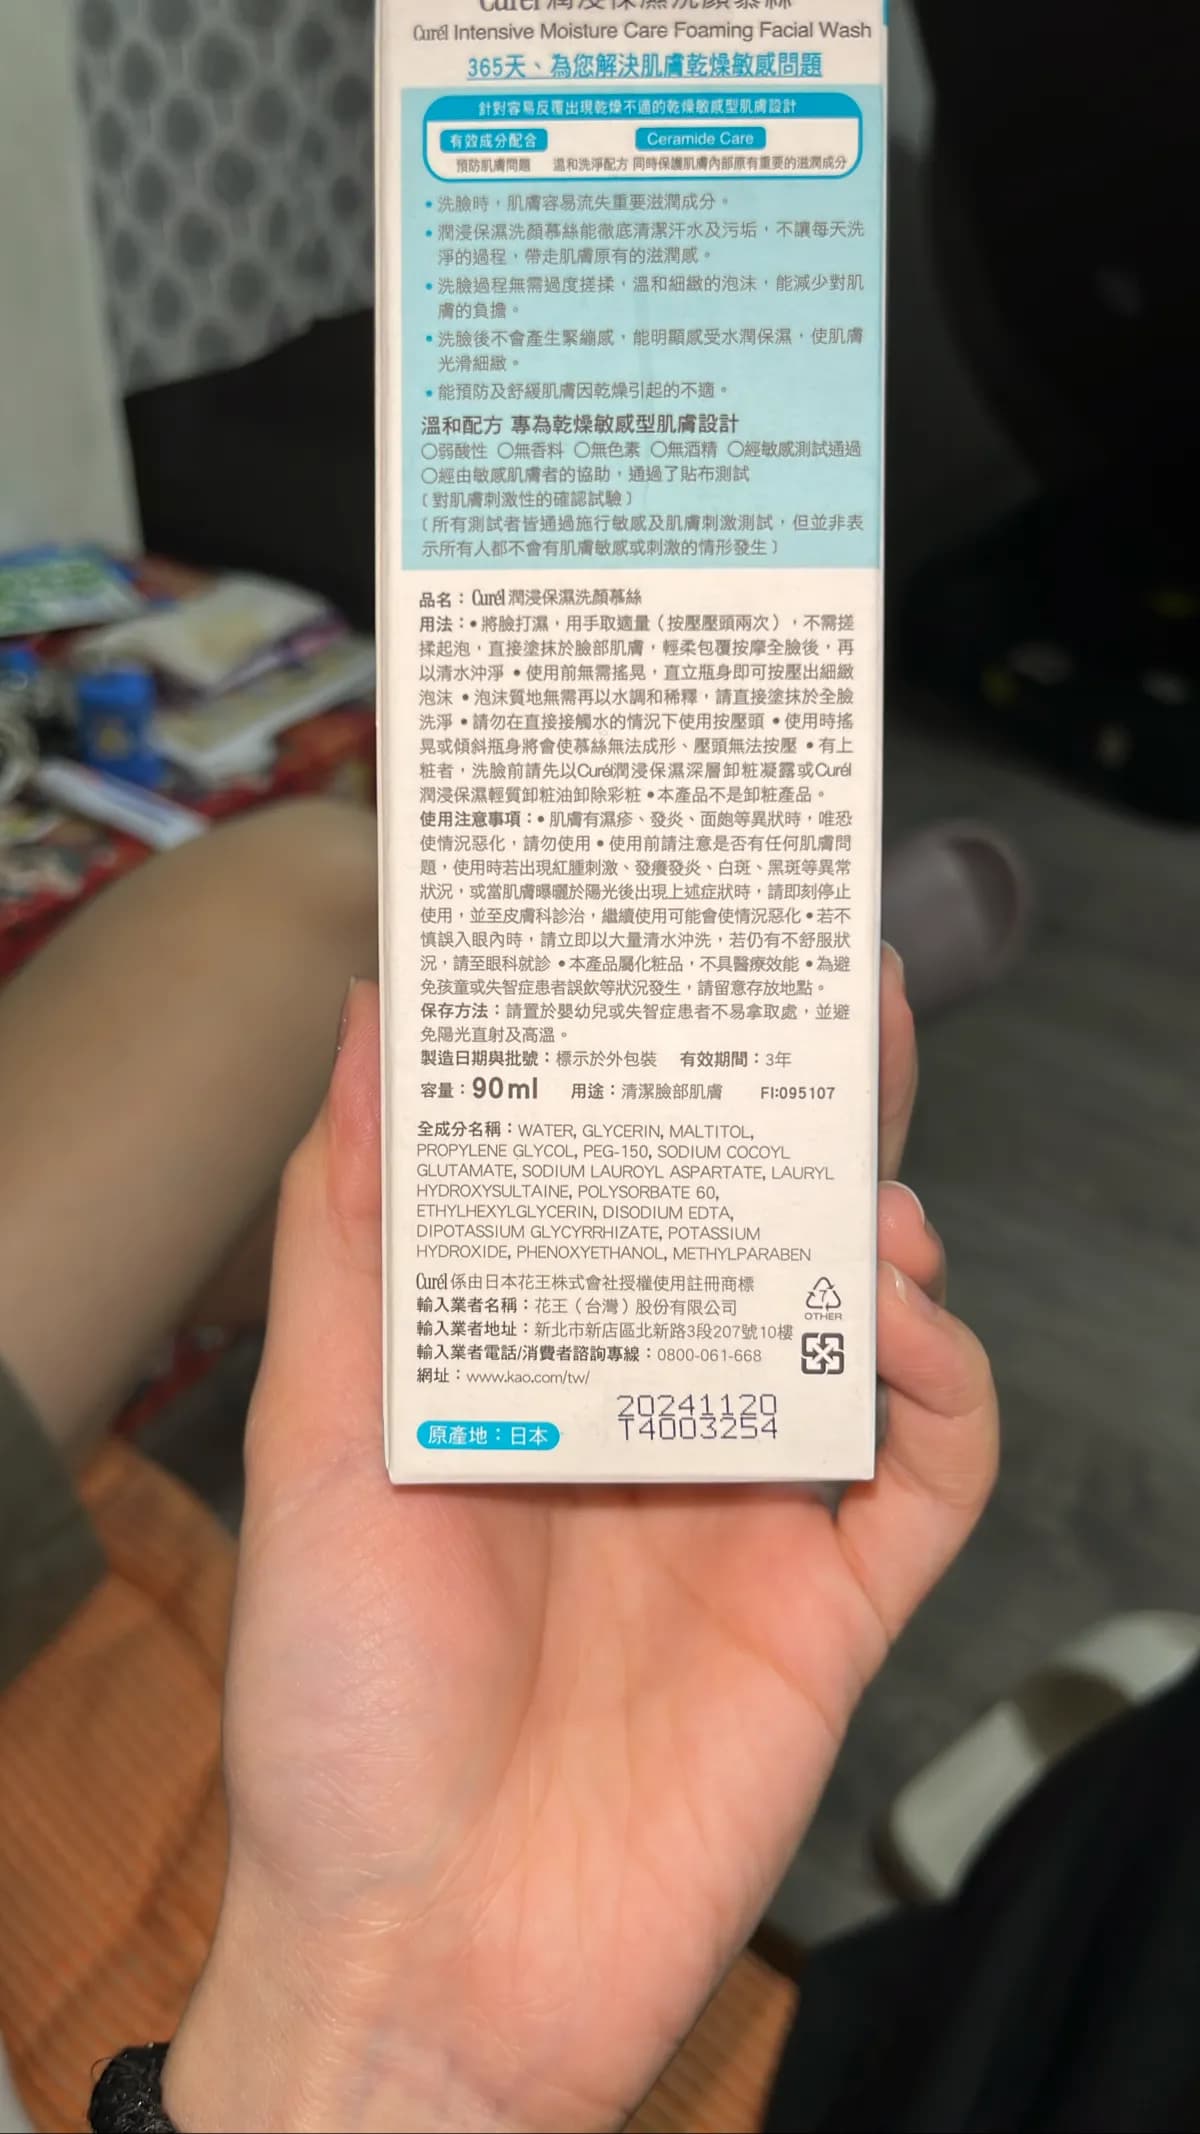 Curél潤浸保濕洗顏慕絲
Curél Intensive Moisture Care Foaming Facial Wash
365天、為您解決肌膚乾燥敏感問題
針對容易反覆出現乾燥不適的乾燥敏感型肌膚設計
有效成分配合 Ceramide Care
預防肌膚問題 溫和洗淨配方 同時保護肌膚內部原有重要的滋潤成分
•洗臉時，肌膚容易流失重要滋潤成分。
•潤浸保濕洗顏慕絲能徹底清潔汗水及污垢，不讓每天洗
淨的過程，帶走肌膚原有的滋潤感。
•洗臉過程無需過度搓揉，溫和細緻的泡沫，能減少對肌
膚的負擔。
•洗臉後不會產生緊繃感，能明顯感受水潤保濕，使肌膚
光滑細緻。
•能預防及舒緩肌膚因乾燥引起的不適。
溫和配方 專為乾燥敏感型肌膚設計
○弱酸性 ○無香料 ○無色素 ○無酒精 ○經敏感測試通過
○經由敏感肌膚者的協助，通過了貼布測試
〔對肌膚刺激性的確認試驗〕
〔所有測試者皆通過施行敏感及肌膚刺激測試，但並非表
示所有人都不會有肌膚敏感或刺激的情形發生〕
品名：Curél潤浸保濕洗顏慕絲
用法：•將臉打濕，用手取適量（按壓壓頭兩次），不需搓
揉起泡，直接塗抹於臉部肌膚，輕柔包覆按摩全臉後，再
以清水沖淨 •使用前無需搖晃，直立瓶身即可按壓出細緻
泡沫 •泡沫質地無需再以水調和稀釋，請直接塗抹於全臉
洗淨 •請勿在直接接觸水的情況下使用按壓頭 •使用時搖
晃或傾斜瓶身將會使慕絲無法成形、壓頭無法按壓 •有上
粧者，洗臉前請先以Curél潤浸保濕深層卸粧凝露或Curél
潤浸保濕輕質卸粧油卸除彩粧 •本產品不是卸粧產品。
使用注意事項：•肌膚有濕疹、發炎、面皰等異狀時，唯恐
使情況惡化，請勿使用 •使用前請注意是否有任何肌膚問
題，使用時若出現紅腫刺激、發癢發炎、白斑、黑斑等異常
狀況，或當肌膚曝曬於陽光後出現上述症狀時，請即刻停止
使用，並至皮膚科診治，繼續使用可能會使情況惡化 •若不
慎誤入眼內時，請立即以大量清水沖洗，若仍有不舒服狀
況，請至眼科就診 •本產品屬化粧品，不具醫療效能 •為避
免孩童或失智症患者誤飲等狀況發生，請留意存放地點。
保存方法：請置於嬰幼兒或失智症患者不易拿取處，並避
免陽光直射及高溫。
製造日期與批號：標示於外包裝 有效期間：3年
容量：90ml 用途：清潔臉部肌膚 FI:095107
全成分名稱：WATER, GLYCERIN, MALTITOL,
PROPYLENE GLYCOL, PEG-150, SODIUM COCOYL
GLUTAMATE, SODIUM LAUROYL ASPARTATE, LAURYL
HYDROXYSULTAINE, POLYSORBATE 60,
ETHYLHEXYLGLYCERIN, DISODIUM EDTA,
DIPOTASSIUM GLYCYRRHIZATE, POTASSIUM
HYDROXIDE, PHENOXYETHANOL, METHYLPARABEN
Curél係由日本花王株式會社授權使用註冊商標
輸入業者名稱：花王（台灣）股份有限公司
輸入業者地址：新北市新店區北新路3段207號10樓
輸入業者電話/消費者諮詢專線：0800-061-668
網址：www.kao.com/tw/
7
OTHER
原產地：日本
20241120
T4003254